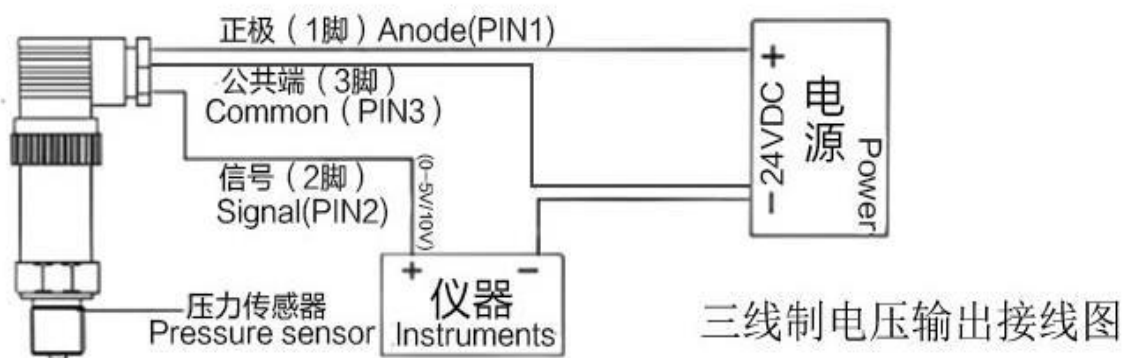 正极（1脚）Anode(PIN1)
公共端（3脚）
Common（PIN3）
信号（2脚）
Signal(PIN2)
(0-5V/10V)
+
-
仪器
Instruments
压力传感器
Pressure sensor
－24VDC＋
电源
Power
三线制电压输出接线图